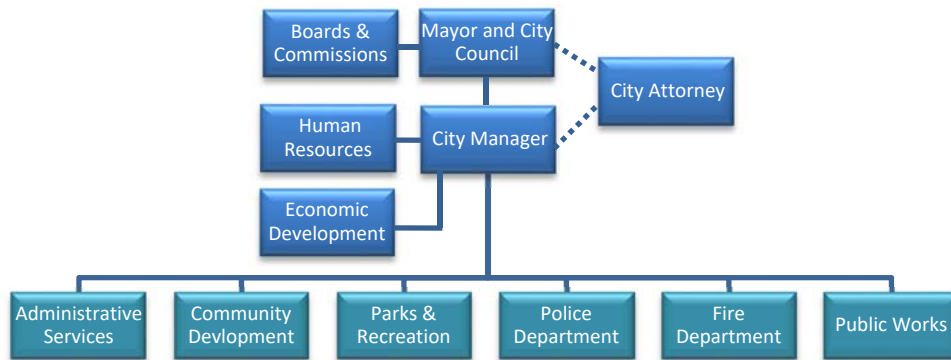 Boards &
Commissions
Mayor and City
Council
City Attorney
Human
Resources
City Manager
Economic
Development
Administrative
Services
Community
Devlopment
Parks &
Recreation
Police
Department
Fire
Department
Public Works